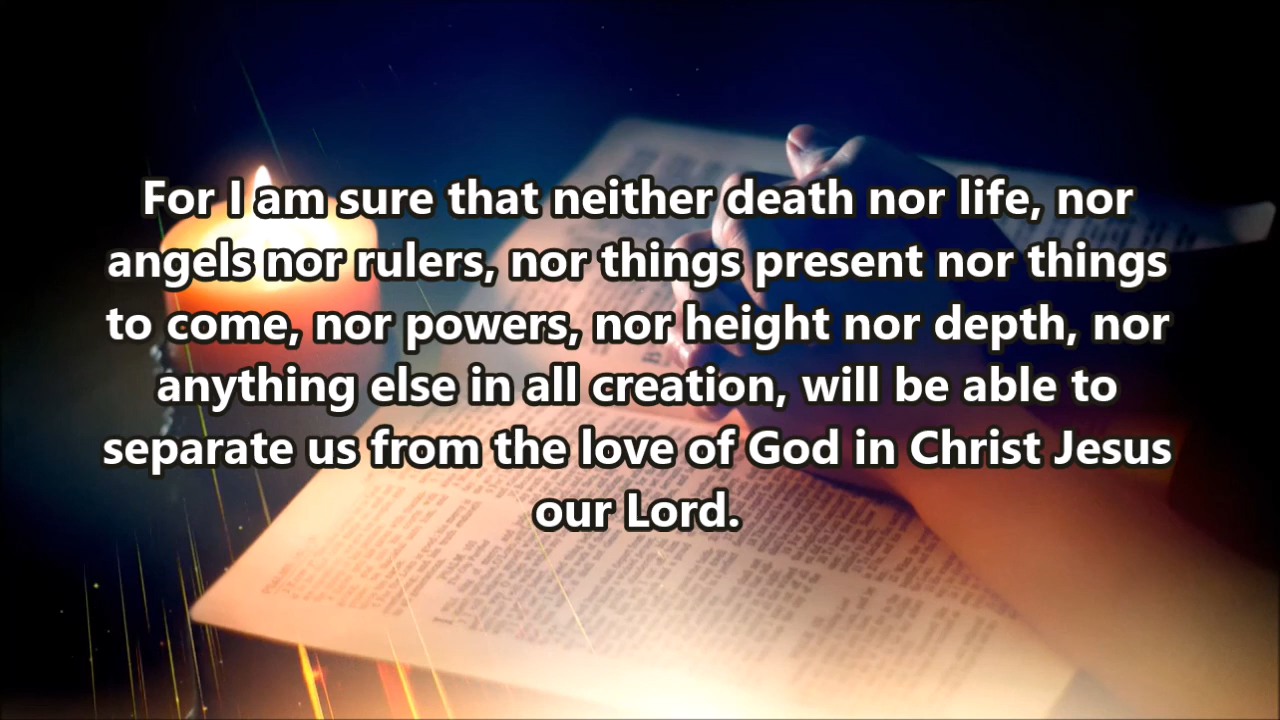 For I am sure that neither death nor life, nor
angels nor rulers, nor things present nor things
to come, nor powers, nor height nor depth, nor
anything else in all creation, will be able to
separate us from the love of God in Christ Jesus
our Lord.